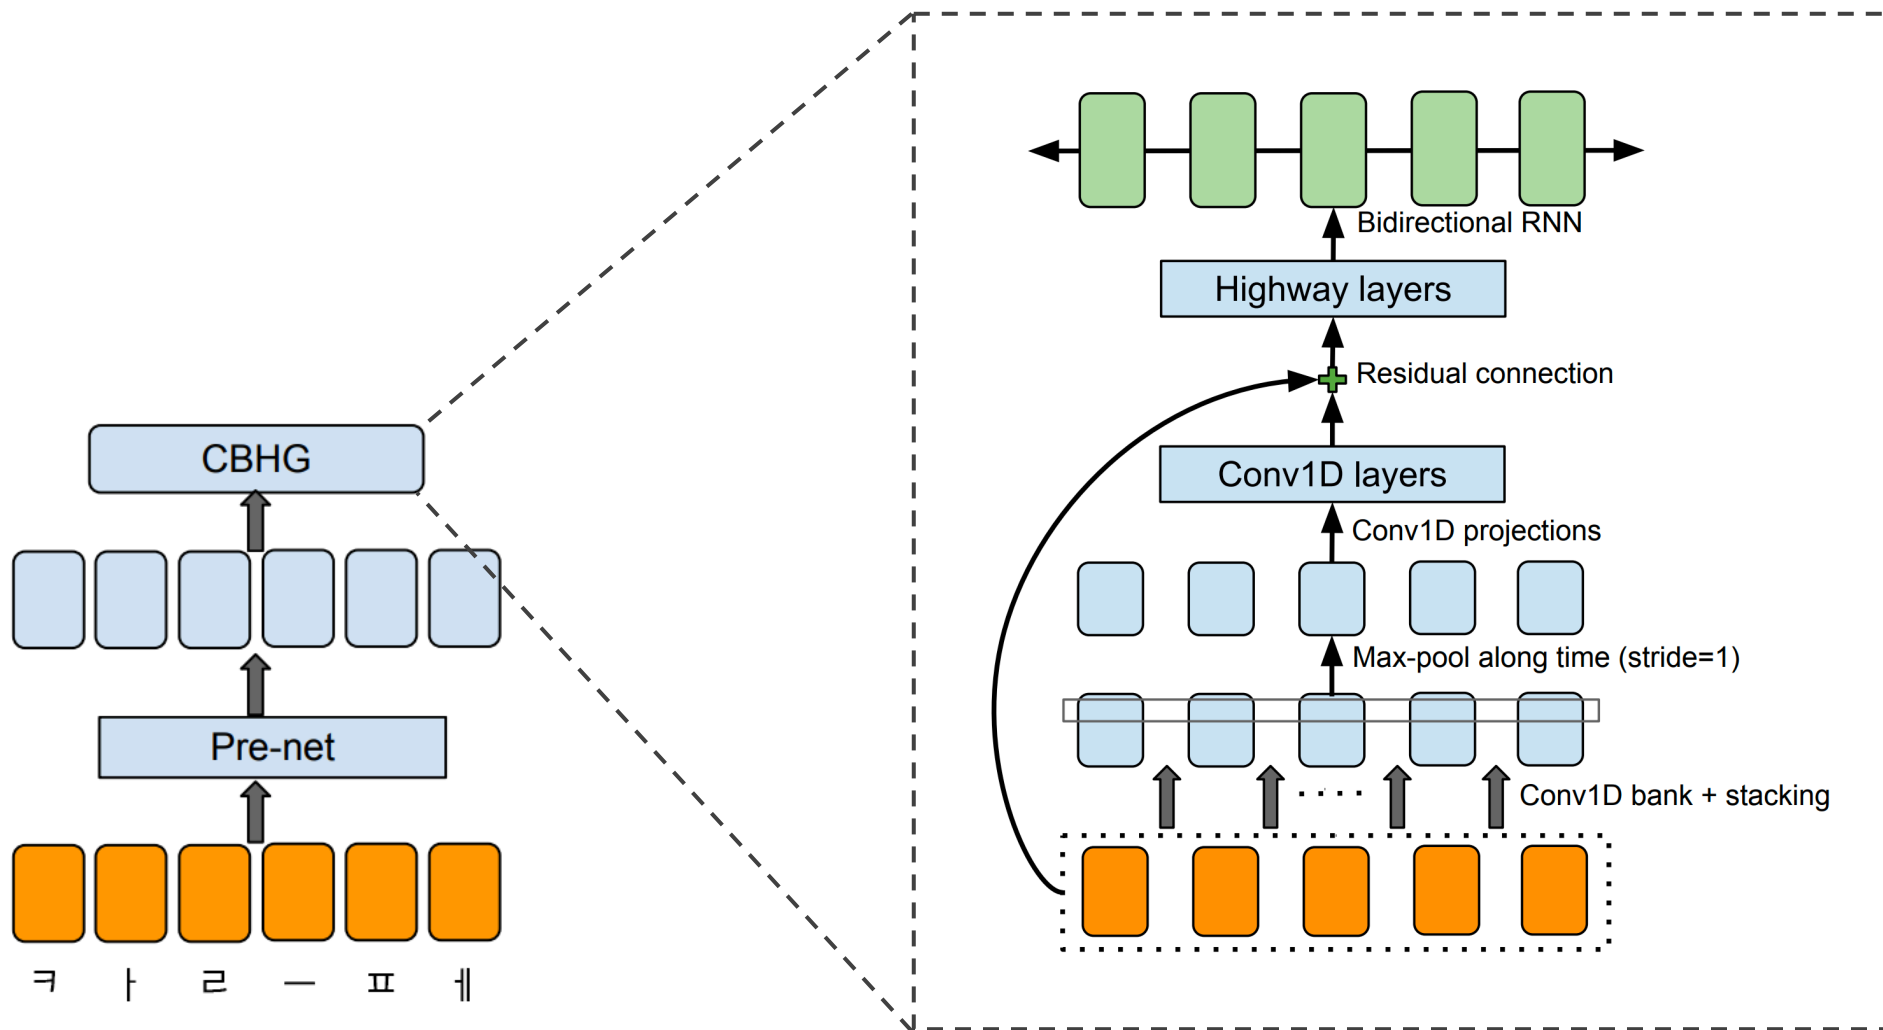 CBHG
Pre-net
ㅋ ㅏ ㄹ ㅡ ㅍ ㅔ
Bidirectional RNN
Highway layers
Residual connection
Conv1D layers
Conv1D projections
Max-pool along time (stride=1)
Conv1D bank + stacking